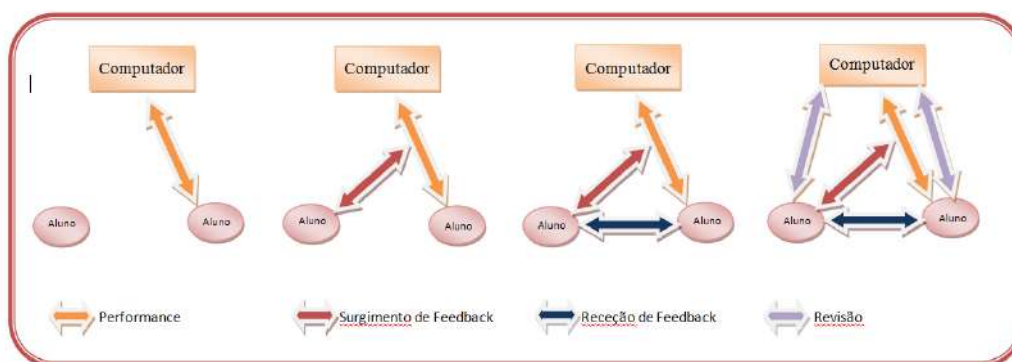 Computador
Computador
Computador
Computador
Aluno
Aluno
Aluno
Aluno
Aluno
Aluno
Aluno
Aluno
Performance
Surgimento de Feedback
Receção de Feedback
Revisão